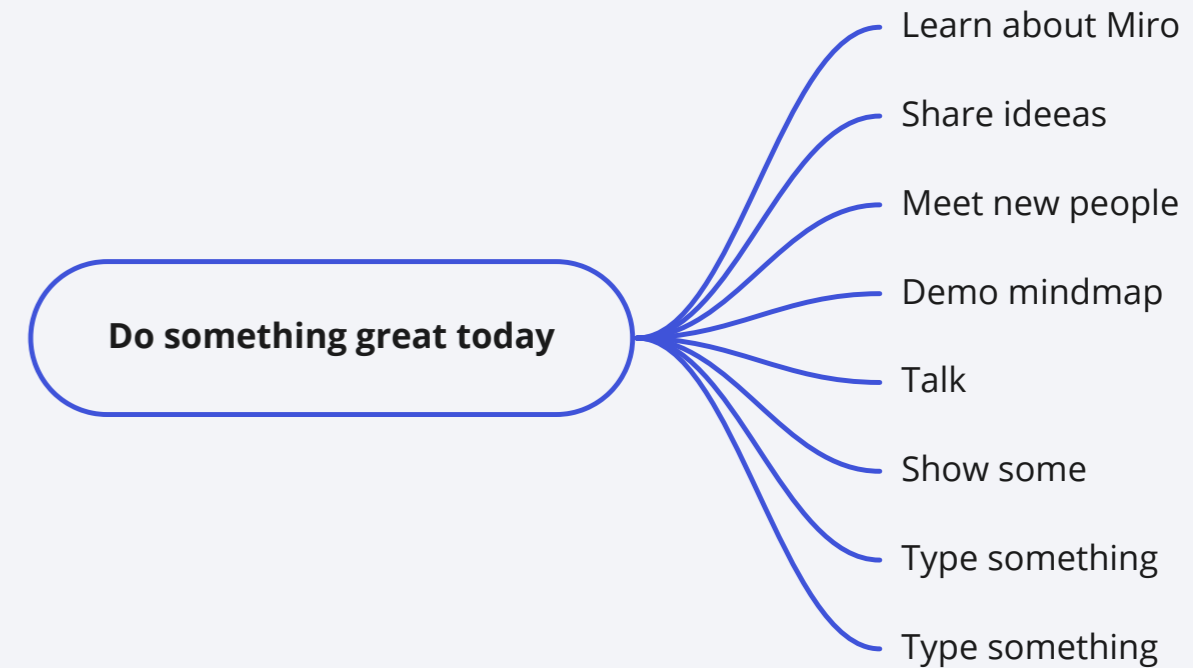 Learn about Miro
Share ideeas
Meet new people
Demo mindmap
Do something great today
Talk
Show some
Type something
Type something